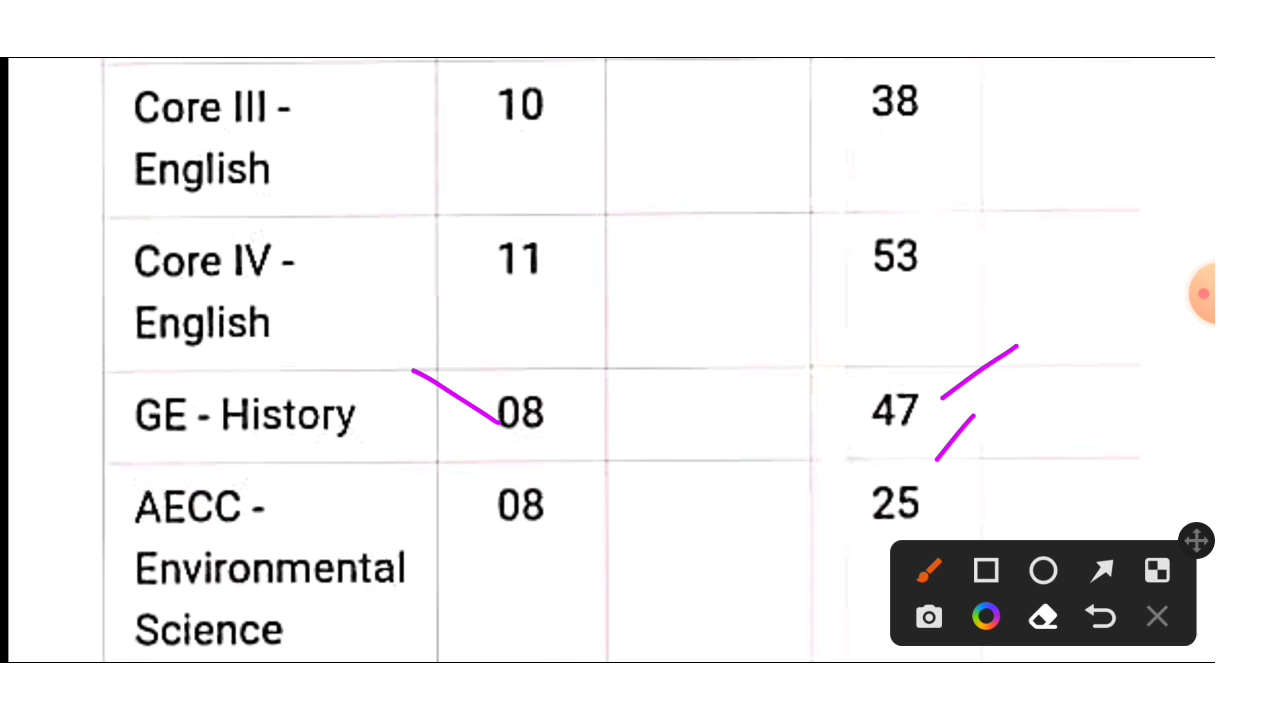 Core III - 10 38
English
Core IV - 11 53
English
GE - History 08 47
AECC - 08 25
Environmental
Science